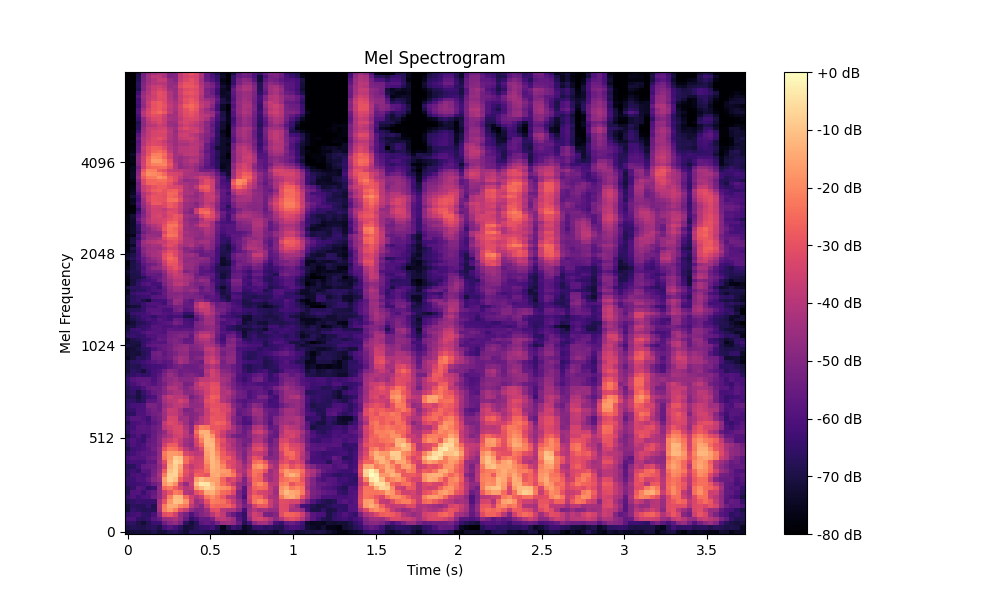 Mel Spectrogram
Mel Frequency
4096
2048
1024
512
0
0
0.5
1
1.5
2
2.5
3
3.5
Time (s)
+0 dB
-10 dB
-20 dB
-30 dB
-40 dB
-50 dB
-60 dB
-70 dB
-80 dB